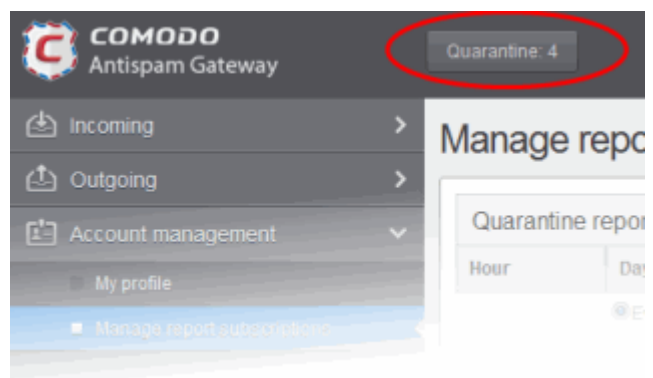 COMODO
Antispam Gateway
Quarantine: 4
Incoming
Manage repo
Outgoing
Account management
Quarantine repor
Hour Day
My profile
Manage report subscriptions